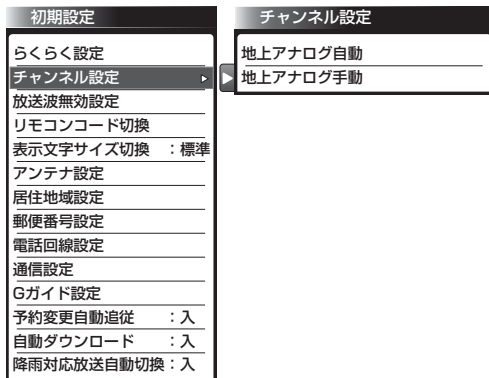 初期設定
らくらく設定
チャンネル設定
放送波無効設定
リモコンコード切換
表示文字サイズ切換 :標準
アンテナ設定
居住地域設定
郵便番号設定
電話回線設定
通信設定
Gガイド設定
予約変更自動追従 :入
自動ダウンロード :入
降雨対応放送自動切換:入
チャンネル設定
地上アナログ自動
地上アナログ手動